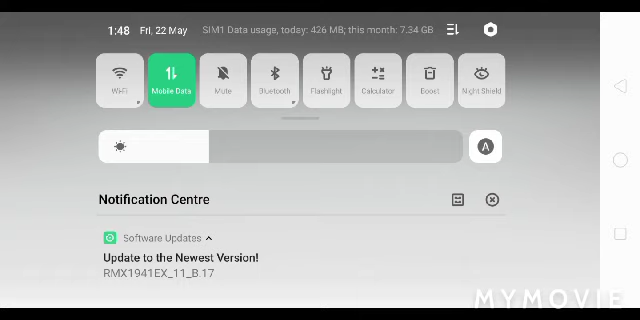 1:48 Fri, 22 May SIM1 Data usage, today: 426 MB; this month: 7.34 GB
Wi-Fi Mobile Data Mute Bluetooth Flashlight Calculator Boost Night Shield
A
Notification Centre
Software Updates
Update to the Newest Version!
RMX1941EX_11_B.17
MYMOVIE